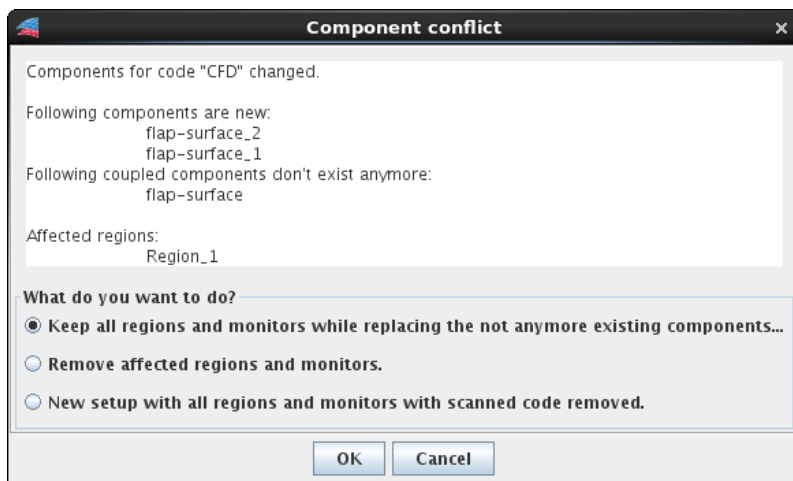 Component conflict
Components for code "CFD" changed.
Following components are new:
flap-surface_2
flap-surface_1
Following coupled components don't exist anymore:
flap-surface
Affected regions:
Region_1
What do you want to do?
Keep all regions and monitors while replacing the not anymore existing components...
Remove affected regions and monitors.
New setup with all regions and monitors with scanned code removed.
OK Cancel